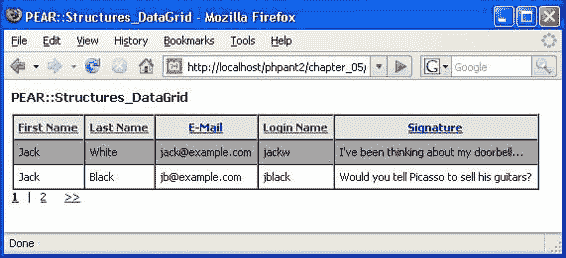 PEAR::Structures_DataGrid - Mozilla Firefox
File Edit View History Bookmarks Tools Help
http://localhost/phpant2/chapter_05/ G Google
PEAR::Structures_DataGrid
First Name Last Name E-Mail Login Name Signature
Jack White jack@example.com jackw I've been thinking about my doorbell...
Jack Black jb@example.com jblack Would you tell Picasso to sell his guitars?
1 | 2 >>
Done